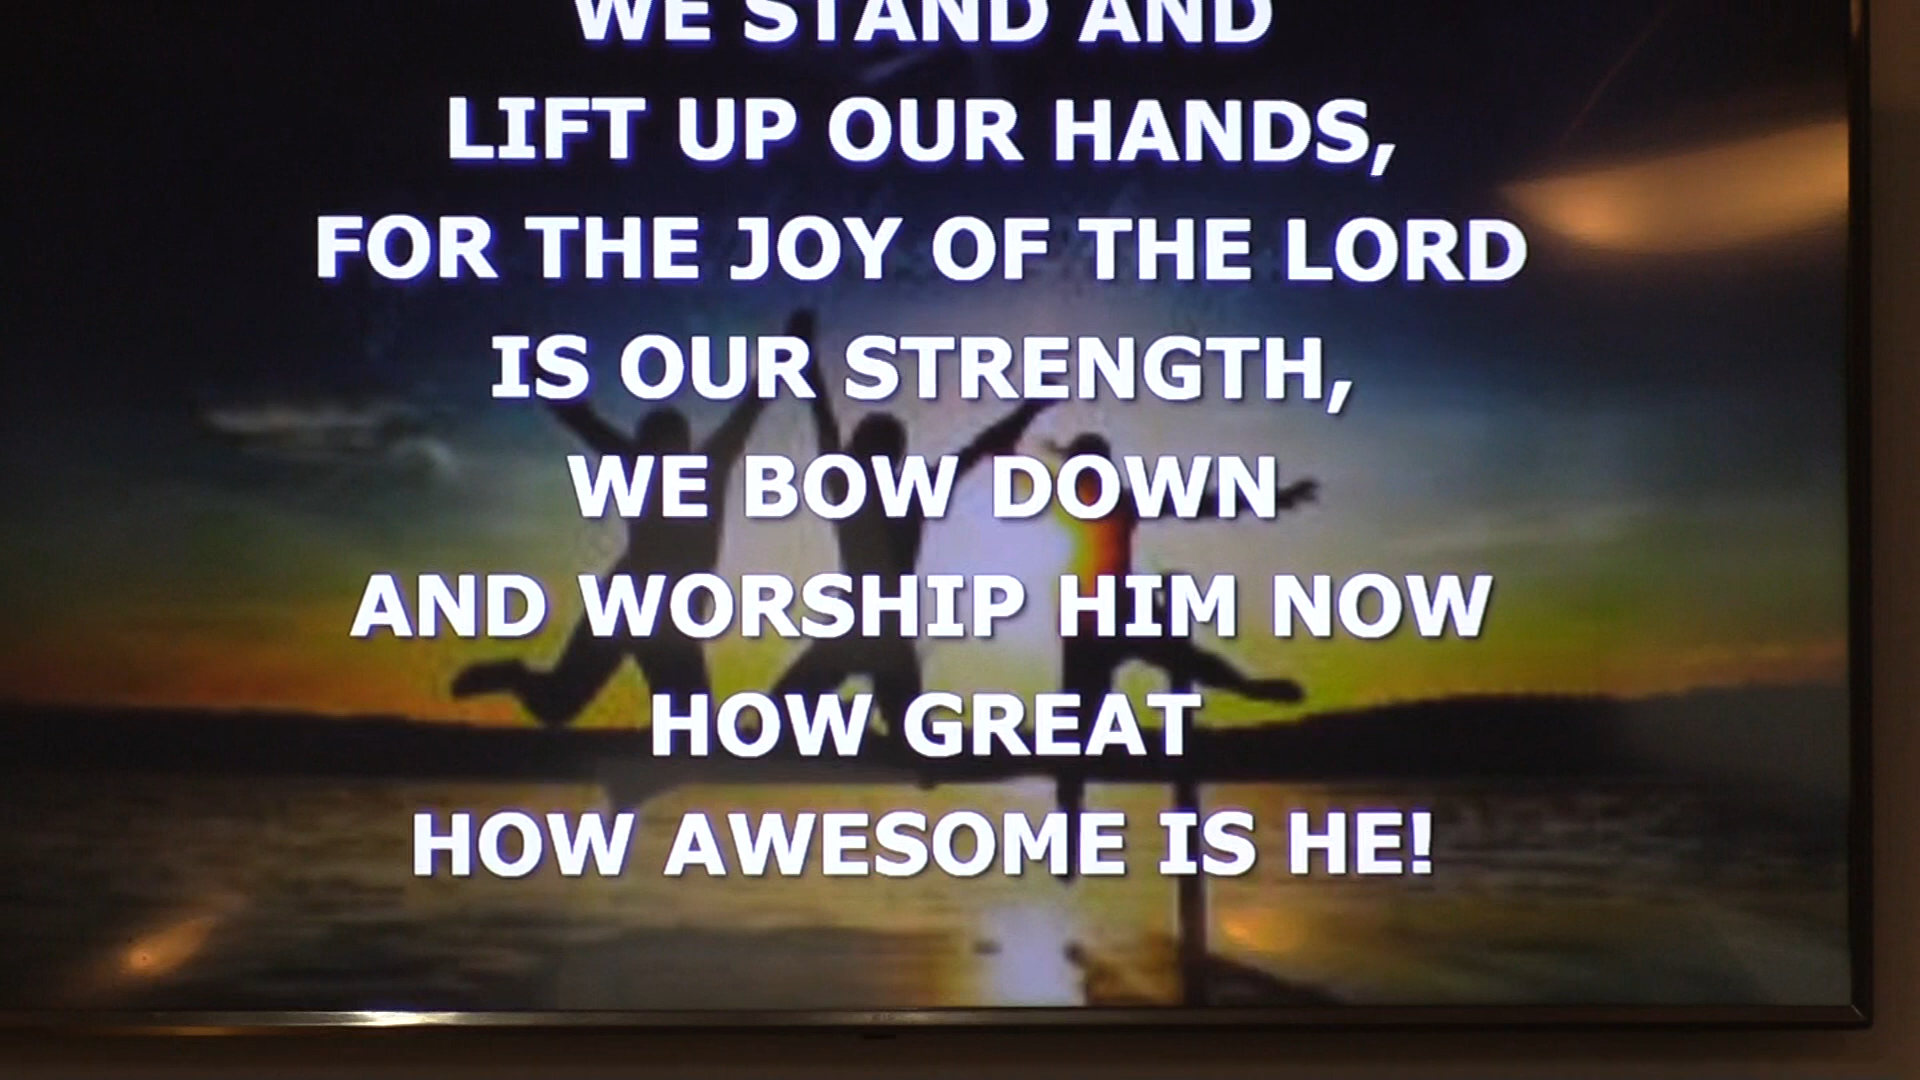 WE STAND AND
LIFT UP OUR HANDS,
FOR THE JOY OF THE LORD
IS OUR STRENGTH,
WE BOW DOWN
AND WORSHIP HIM NOW
HOW GREAT
HOW AWESOME IS HE!